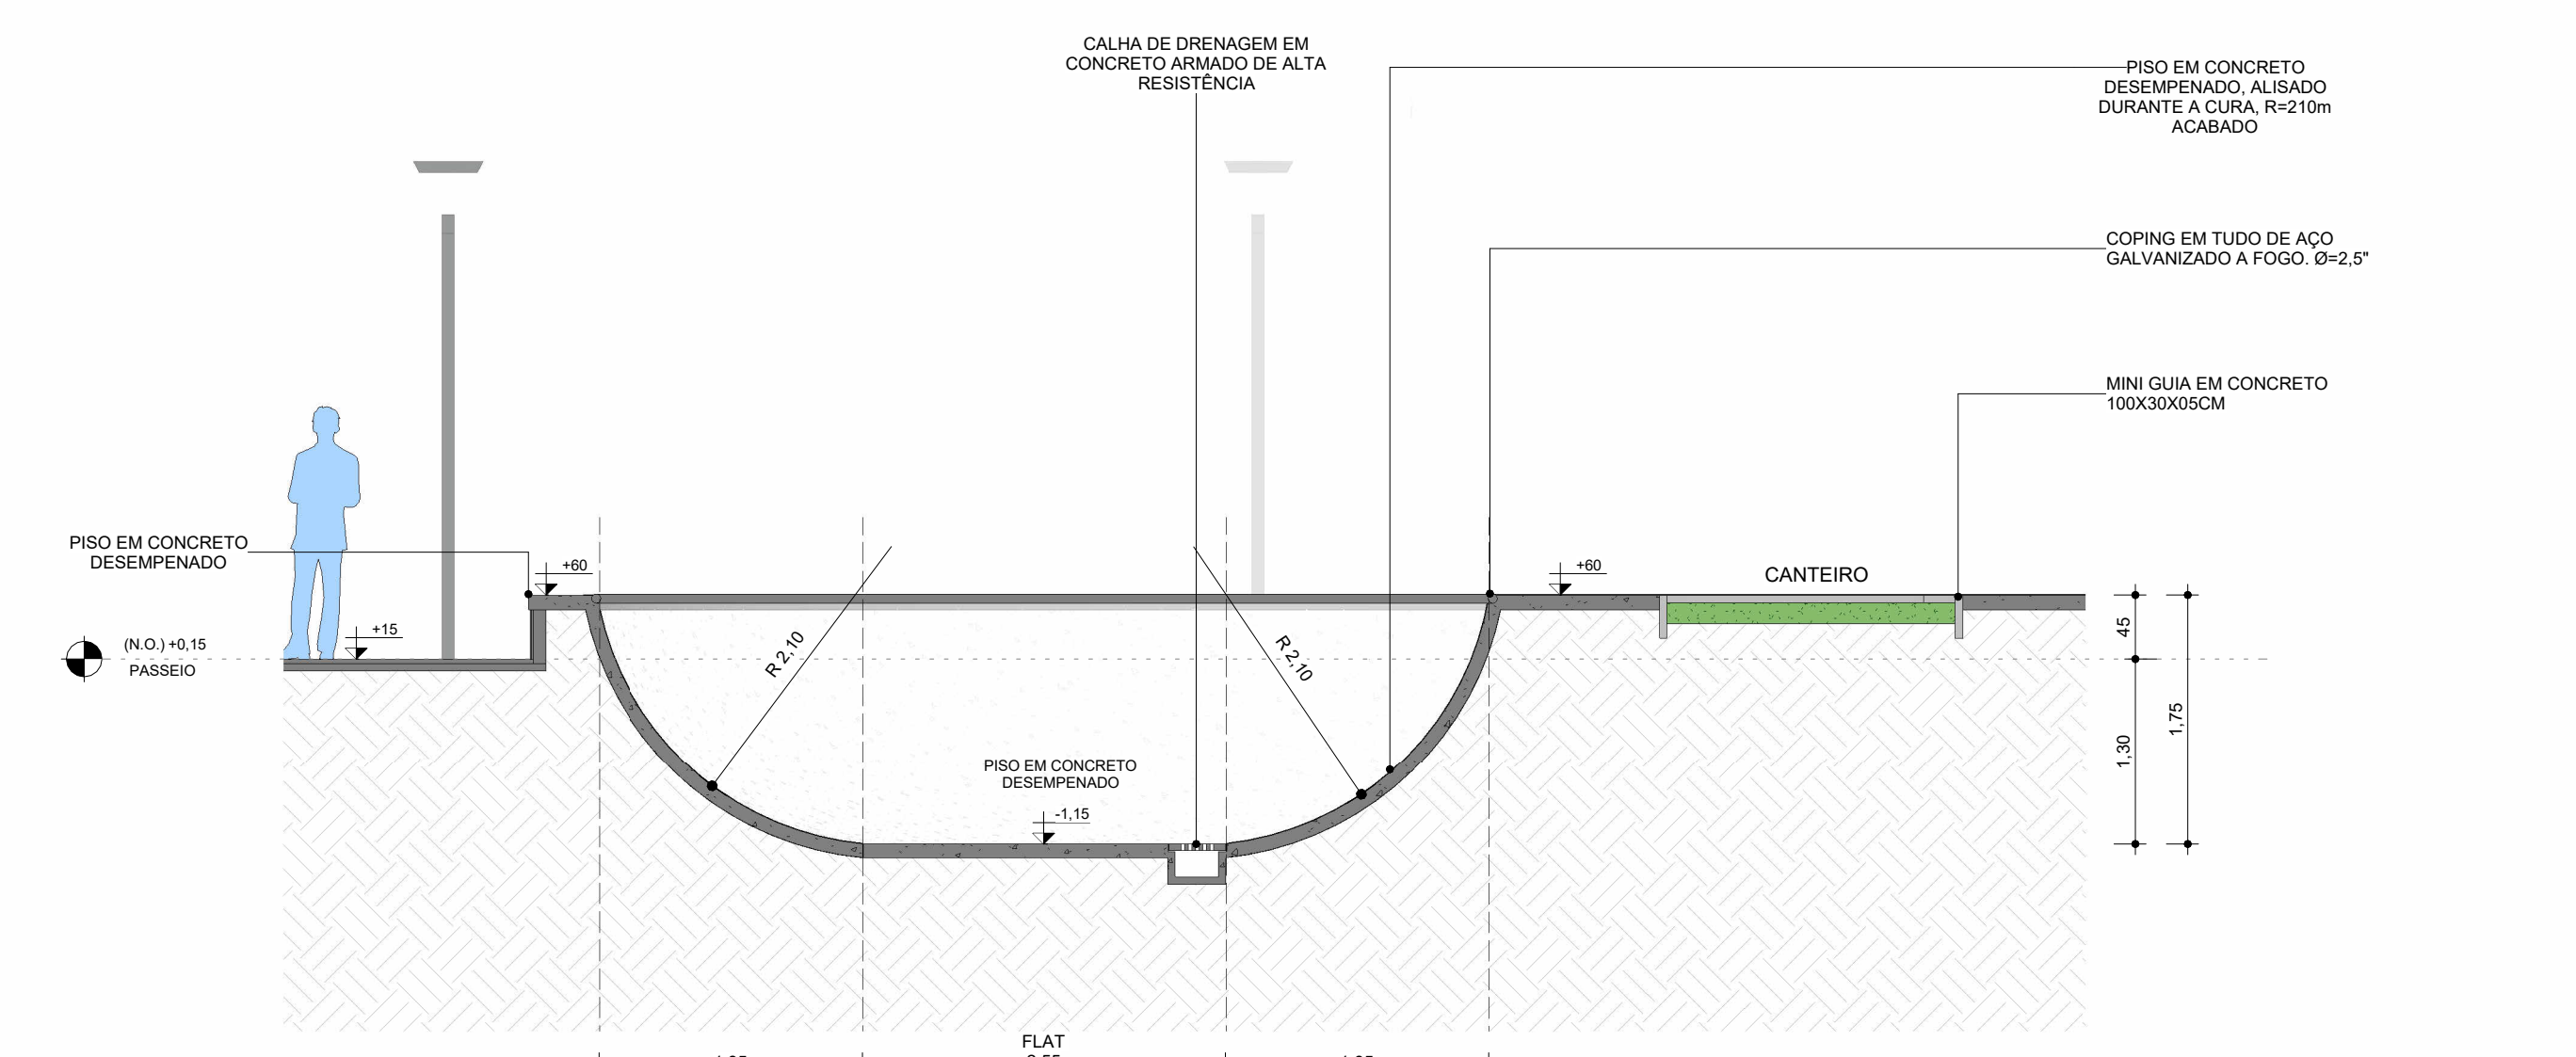 CALHA DE DRENAGEM EM
CONCRETO ARMADO DE ALTA
RESISTÊNCIA
PISO EM CONCRETO
DESEMPENADO, ALISADO
DURANTE A CURA, R=210m
ACABADO
COPING EM TUDO DE AÇO
GALVANIZADO A FOGO. Ø=2,5"
MINI GUIA EM CONCRETO
100X30X05CM
PISO EM CONCRETO
DESEMPENADO
+60
+60
CANTEIRO
+15
(N.O.) +0,15
PASSEIO
R 2,10
R 2,10
45
1,30
1,75
PISO EM CONCRETO
DESEMPENADO
-1,15
FLAT